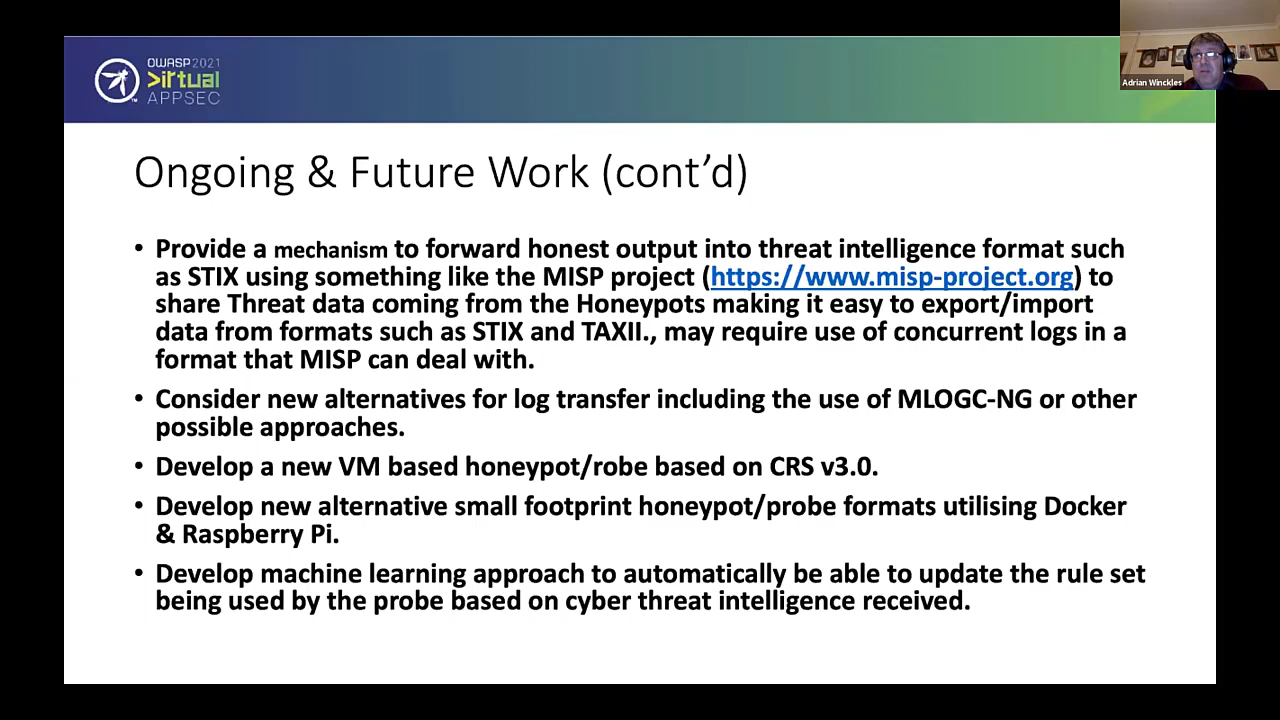 OWASP 2021
Virtual
APPSEC
Adrian Winckles
Ongoing & Future Work (cont’d)
• Provide a mechanism to forward honest output into threat intelligence format such
as STIX using something like the MISP project (https://www.misp-project.org) to
share Threat data coming from the Honeypots making it easy to export/import
data from formats such as STIX and TAXII., may require use of concurrent logs in a
format that MISP can deal with.
• Consider new alternatives for log transfer including the use of MLOGC-NG or other
possible approaches.
• Develop a new VM based honeypot/robe based on CRS v3.0.
• Develop new alternative small footprint honeypot/probe formats utilising Docker
& Raspberry Pi.
• Develop machine learning approach to automatically be able to update the rule set
being used by the probe based on cyber threat intelligence received.